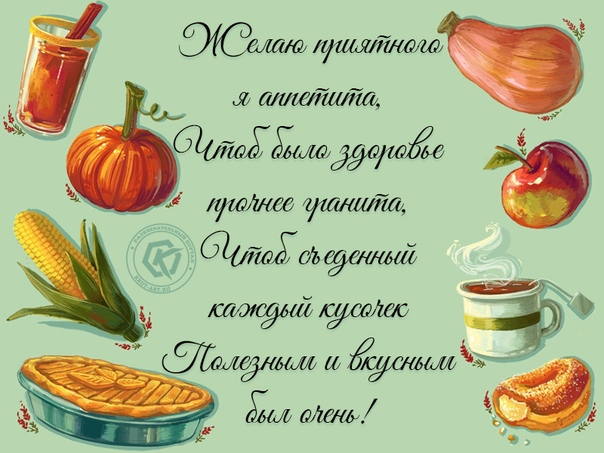 Желаю приятного
я аппетита,
Чтоб было здоровье
прочнее гранита,
Чтоб съеденный
каждый кусочек
Полезным и вкусным
был очень!